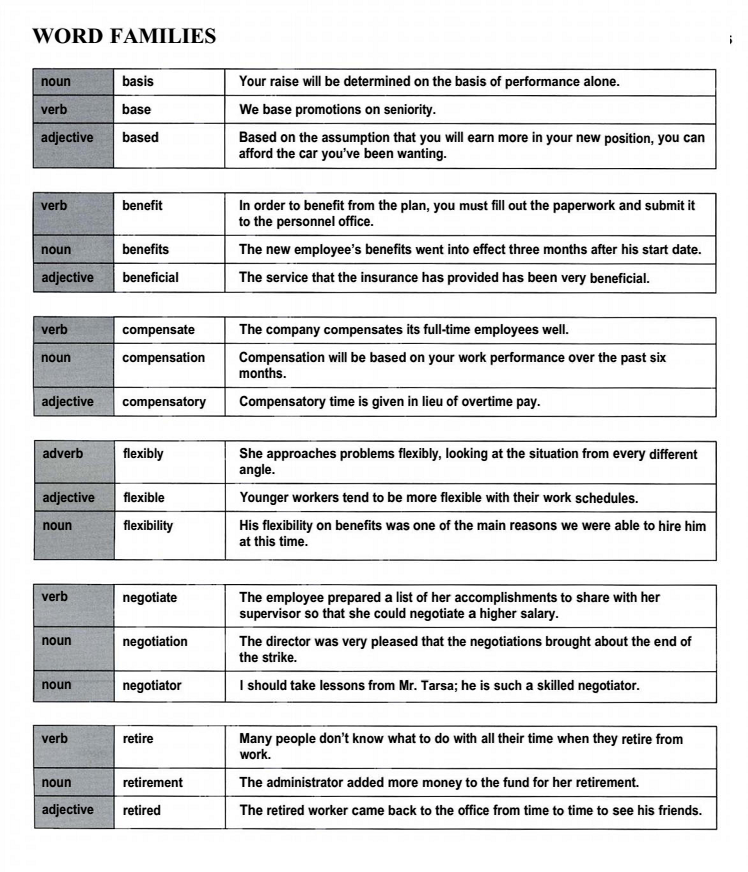 WORD FAMILIES
noun basis Your raise will be determined on the basis of performance alone.
verb base We base promotions on seniority.
adjective based Based on the assumption that you will earn more in your new position, you can
afford the car you've been wanting.
verb benefit In order to benefit from the plan, you must fill out the paperwork and submit it
to the personnel office.
noun benefits The new employee's benefits went into effect three months after his start date.
adjective beneficial The service that the insurance has provided has been very beneficial.
verb compensate The company compensates its full-time employees well.
noun compensation Compensation will be based on your work performance over the past six
months.
adjective compensatory Compensatory time is given in lieu of overtime pay.
adverb flexibly She approaches problems flexibly, looking at the situation from every different
angle.
adjective flexible Younger workers tend to be more flexible with their work schedules.
noun flexibility His flexibility on benefits was one of the main reasons we were able to hire him
at this time.
verb negotiate The employee prepared a list of her accomplishments to share with her
supervisor so that she could negotiate a higher salary.
noun negotiation The director was very pleased that the negotiations brought about the end of
the strike.
noun negotiator I should take lessons from Mr. Tarsa; he is such a skilled negotiator.
verb retire Many people don't know what to do with all their time when they retire from
work.
noun retirement The administrator added more money to the fund for her retirement.
adjective retired The retired worker came back to the office from time to time to see his friends.